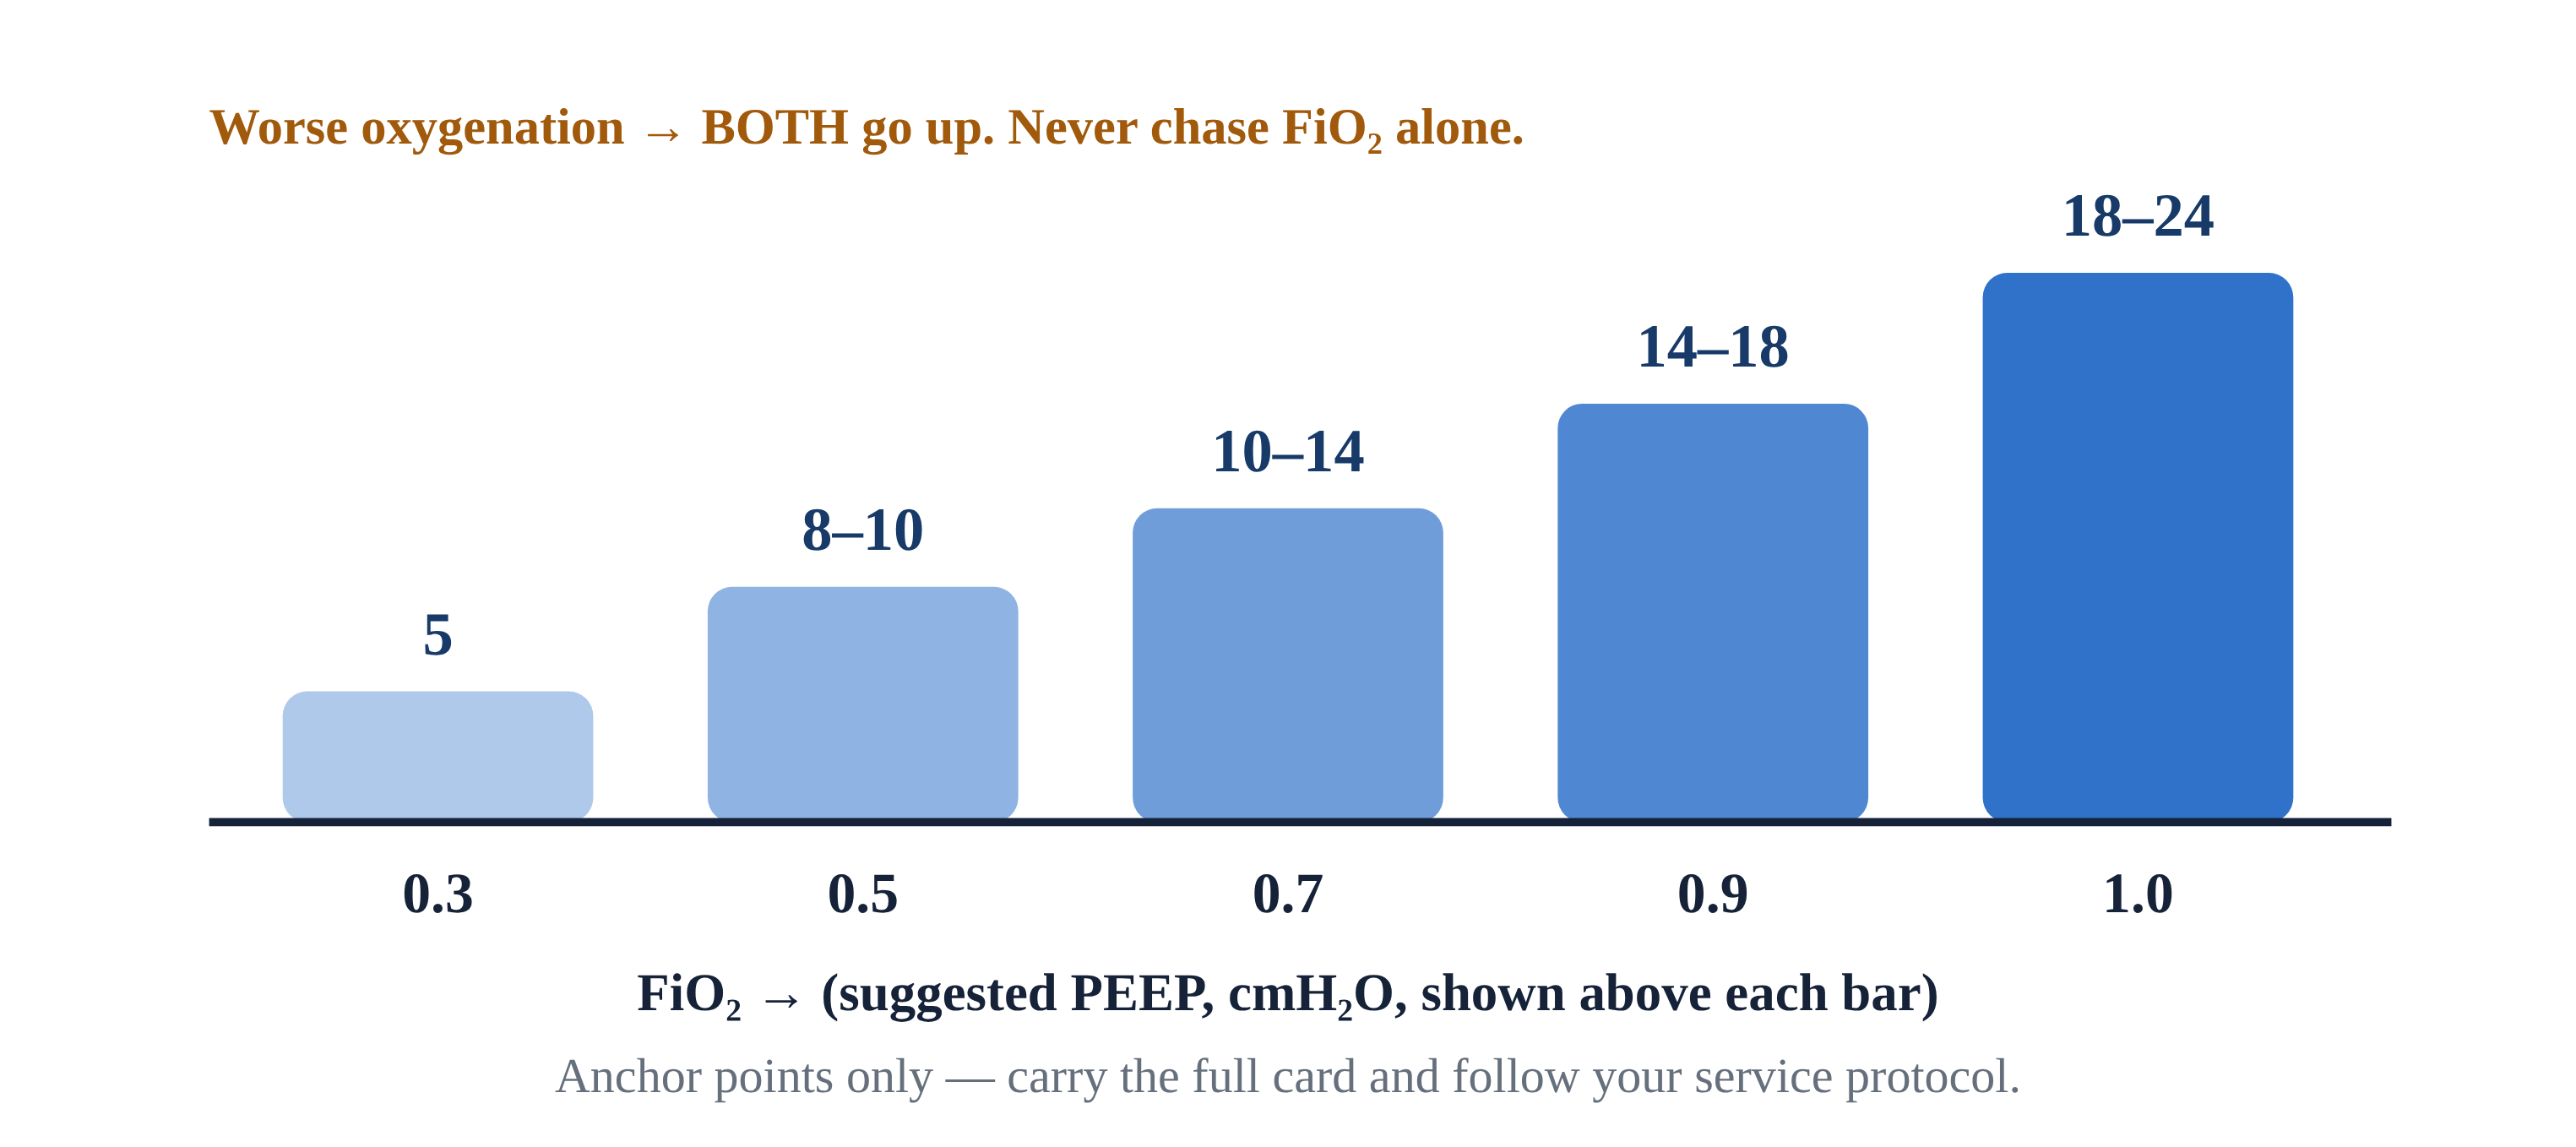 Worse oxygenation → BOTH go up. Never chase FiO₂ alone.
18–24
14–18
10–14
8–10
5
0.3 0.5 0.7 0.9 1.0
FiO₂ → (suggested PEEP, cmH₂O, shown above each bar)
Anchor points only — carry the full card and follow your service protocol.